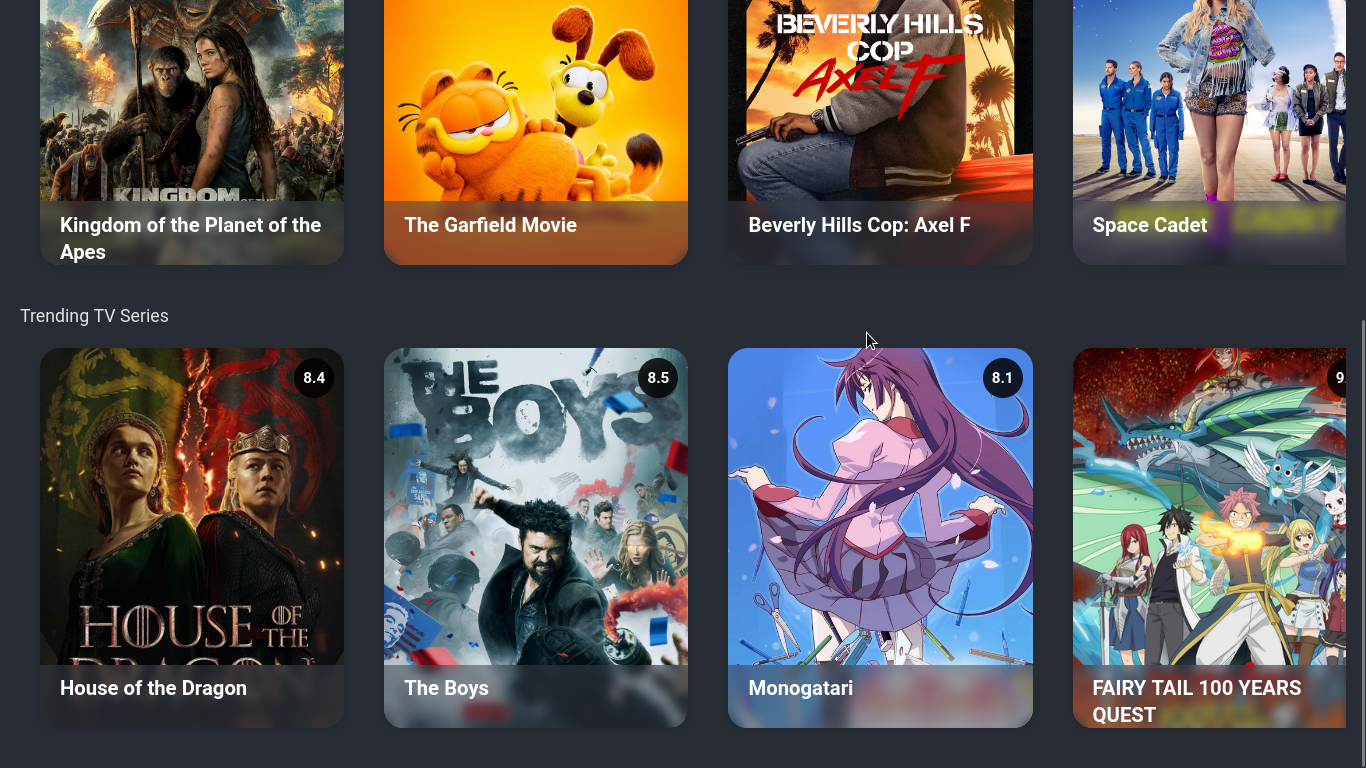 BEVERLY HILLS
COP
AXEL F
KINGDOM
Kingdom of the Planet of the
Apes
The Garfield Movie
Beverly Hills Cop: Axel F
Space Cadet
Trending TV Series
8.4
8.5
8.1
9.
THE
BOYS
HOUSE OF
THE
DRAGON
House of the Dragon
The Boys
Monogatari
FAIRY TAIL 100 YEARS
QUEST